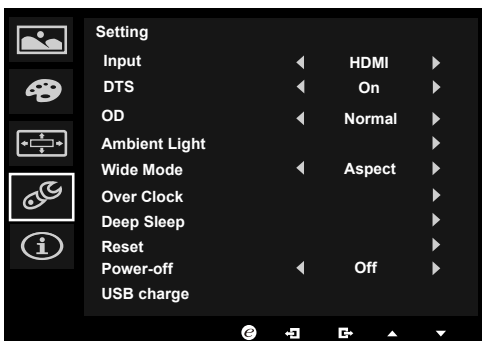 Setting
Input HDMI
DTS On
OD Normal
Ambient Light
Wide Mode Aspect
Over Clock
Deep Sleep
Reset
Power-off Off
USB charge